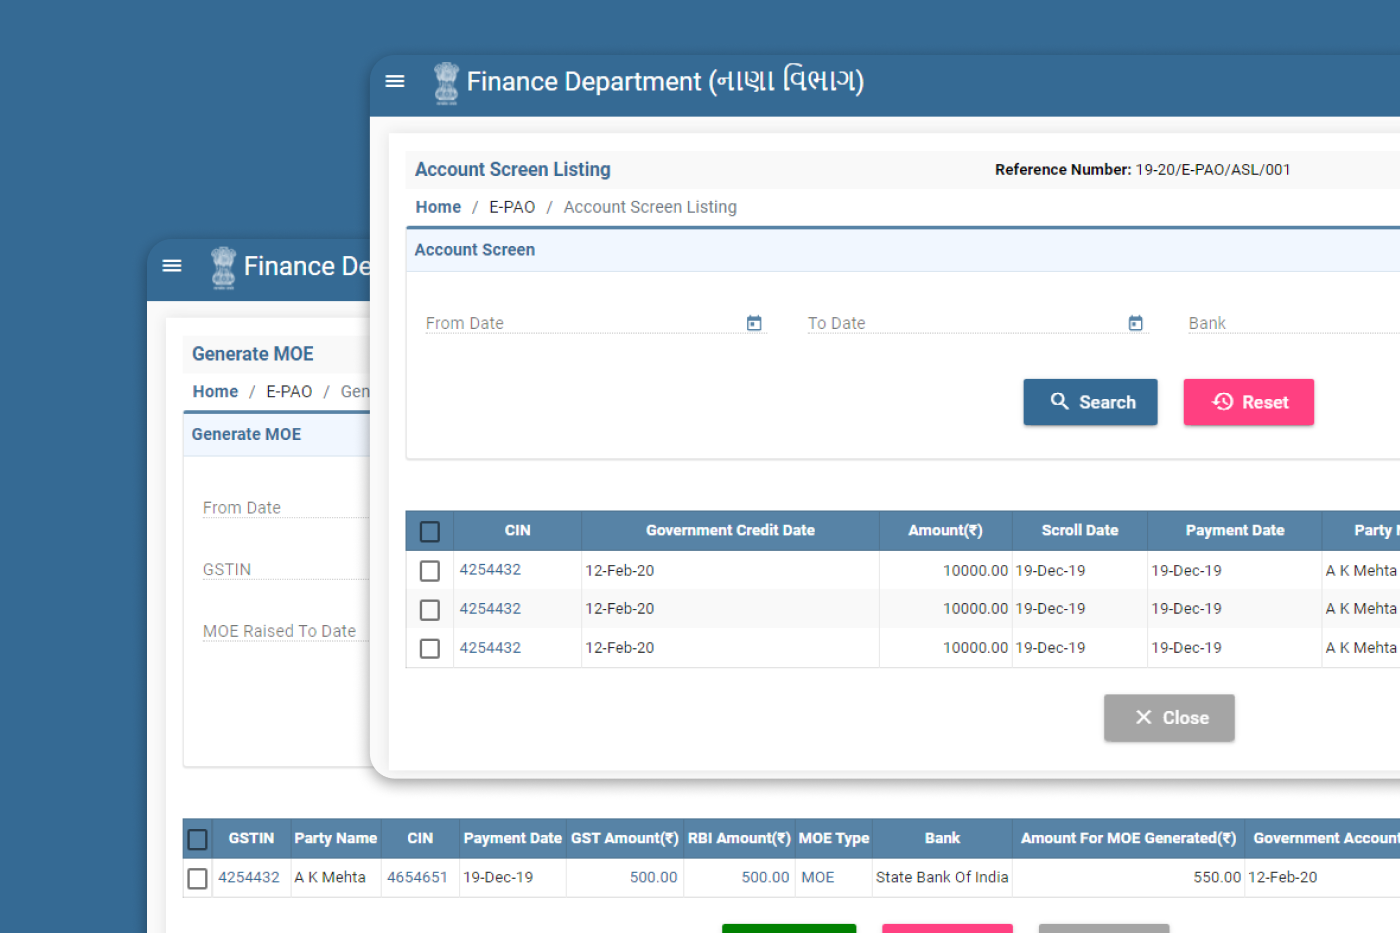 Finance Department (નાણા વિભાગ)
Account Screen Listing
Reference Number: 19-20/E-PAO/ASL/001
Home / E-PAO / Account Screen Listing
Account Screen
From Date To Date Bank
Search Reset
CIN Government Credit Date Amount(₹) Scroll Date Payment Date Party
4254432 12-Feb-20 10000.00 19-Dec-19 19-Dec-19 A K Mehta
4254432 12-Feb-20 10000.00 19-Dec-19 19-Dec-19 A K Mehta
4254432 12-Feb-20 10000.00 19-Dec-19 19-Dec-19 A K Mehta
Close
Finance De
Generate MOE
Home / E-PAO / Gen
Generate MOE
From Date
GSTIN
MOE Raised To Date
GSTIN Party Name CIN Payment Date GST Amount(₹) RBI Amount(₹) MOE Type Bank Amount For MOE Generated(₹) Government Account
4254432 A K Mehta 4654651 19-Dec-19 500.00 500.00 MOE State Bank Of India 550.00 12-Feb-20